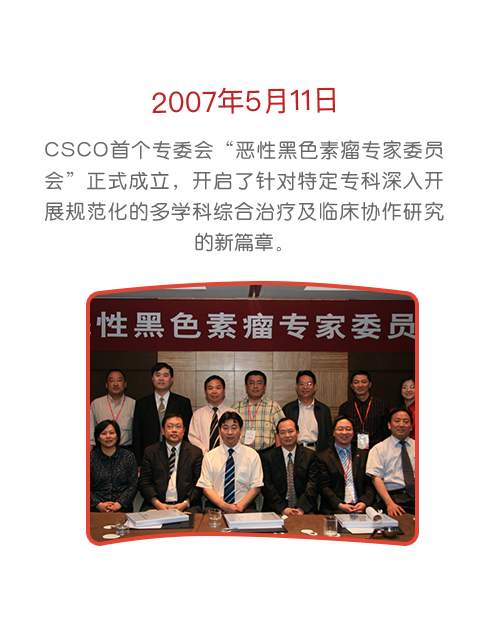 2007年5月11日
CSCO首个专委会“恶性黑色素瘤专家委员
会”正式成立，开启了针对特定专科深入开
展规范化的多学科综合治疗及临床协作研究
的新篇章。
性黑色素瘤专家委员